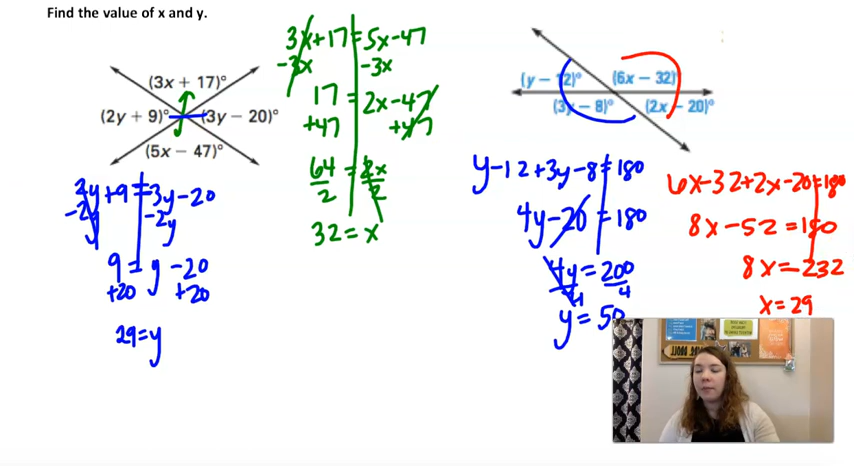 Find the value of x and y.
(3x + 17)°
(2y + 9)°
(3y − 20)°
(5x − 47)°
3x+17=5x-47
-3x -3x
17 = 2x-47
+47 +47
64 = 2x
2 2
32 = x
2y+9=3y-20
-2y -2y
9= y -20
+20 +20
29=y
(y − 12)°
(6x − 32)°
(3y − 8)°
(2x − 20)°
y-12+3y-8=180
4y-20=180
4y = 200
4 4
y = 50
6x-32+2x-20=180
8x-52=180
8x=232
x=29